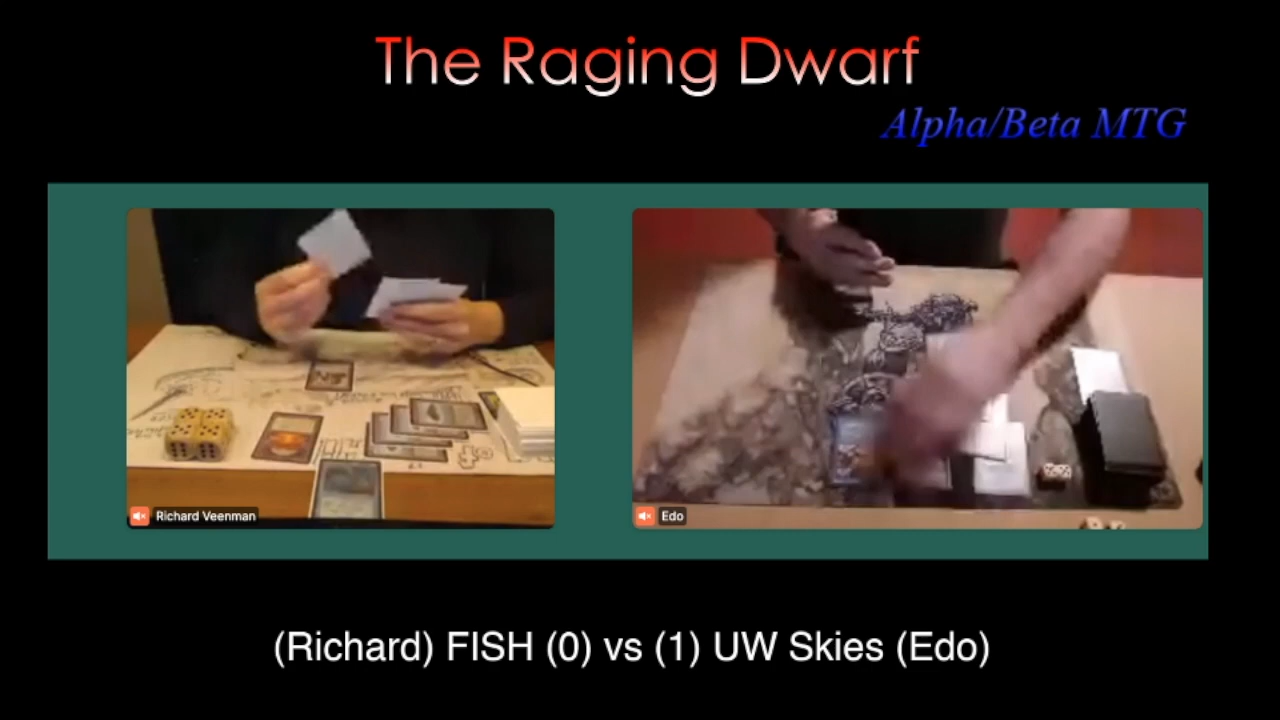 The Raging Dwarf
Alpha/Beta MTG
Richard Veenman
Edo
(Richard) FISH (0) vs (1) UW Skies (Edo)